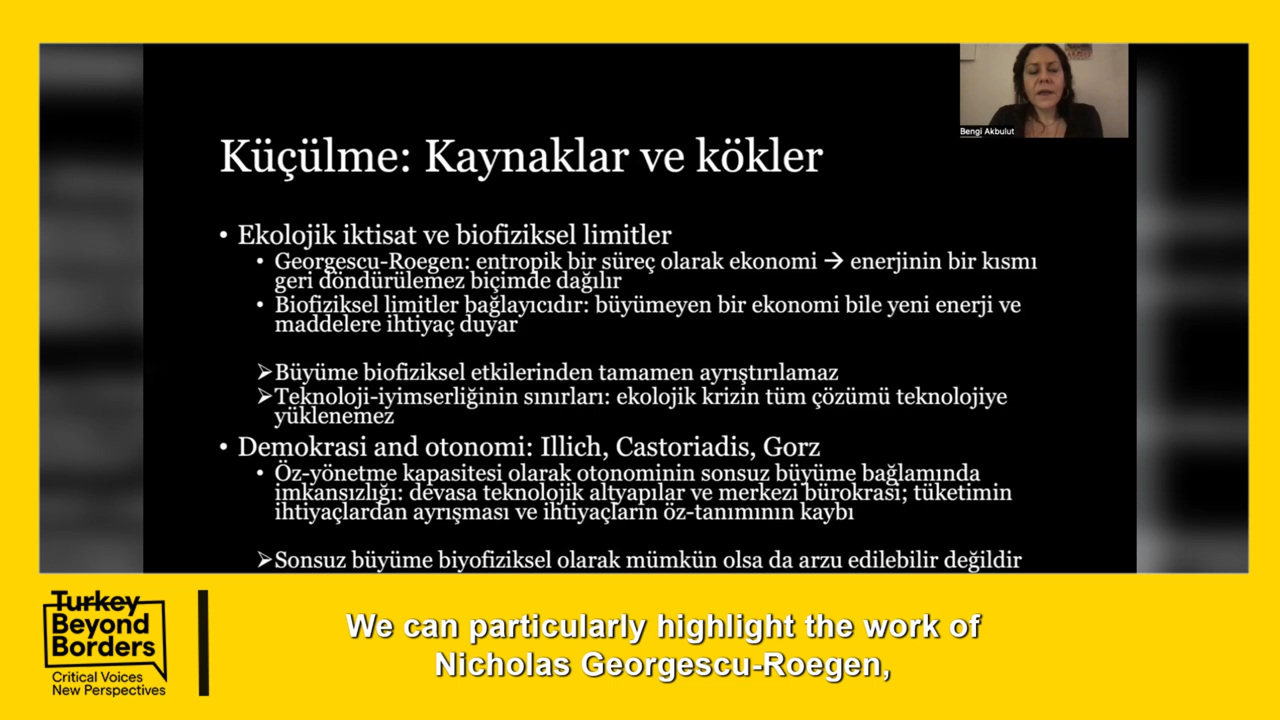 Bengi Akbulut
Küçülme: Kaynaklar ve kökler
• Ekolojik iktisat ve biofiziksel limitler
• Georgescu-Roegen: entropik bir süreç olarak ekonomi → enerjinin bir kısmı
geri döndürülemez biçimde dağılır
• Biofiziksel limitler bağlayıcıdır: büyümeyen bir ekonomi bile yeni enerji ve
maddelere ihtiyaç duyar
➢Büyüme biofiziksel etkilerinden tamamen ayrıştırılamaz
➢Teknoloji-iyimserliğinin sınırları: ekolojik krizin tüm çözümü teknolojiye
yüklenemez
• Demokrasi and otonomi: Illich, Castoriadis, Gorz
• Öz-yönetme kapasitesi olarak otonominin sonsuz büyüme bağlamında
imkansızlığı: devasa teknolojik altyapılar ve merkezi bürokrasi; tüketimin
ihtiyaçlardan ayrışması ve ihtiyaçların öz-tanımının kaybı
➢Sonsuz büyüme biyofiziksel olarak mümkün olsa da arzu edilebilir değildir
Turkey
Beyond
Borders
Critical Voices
New Perspectives
We can particularly highlight the work of
Nicholas Georgescu-Roegen,